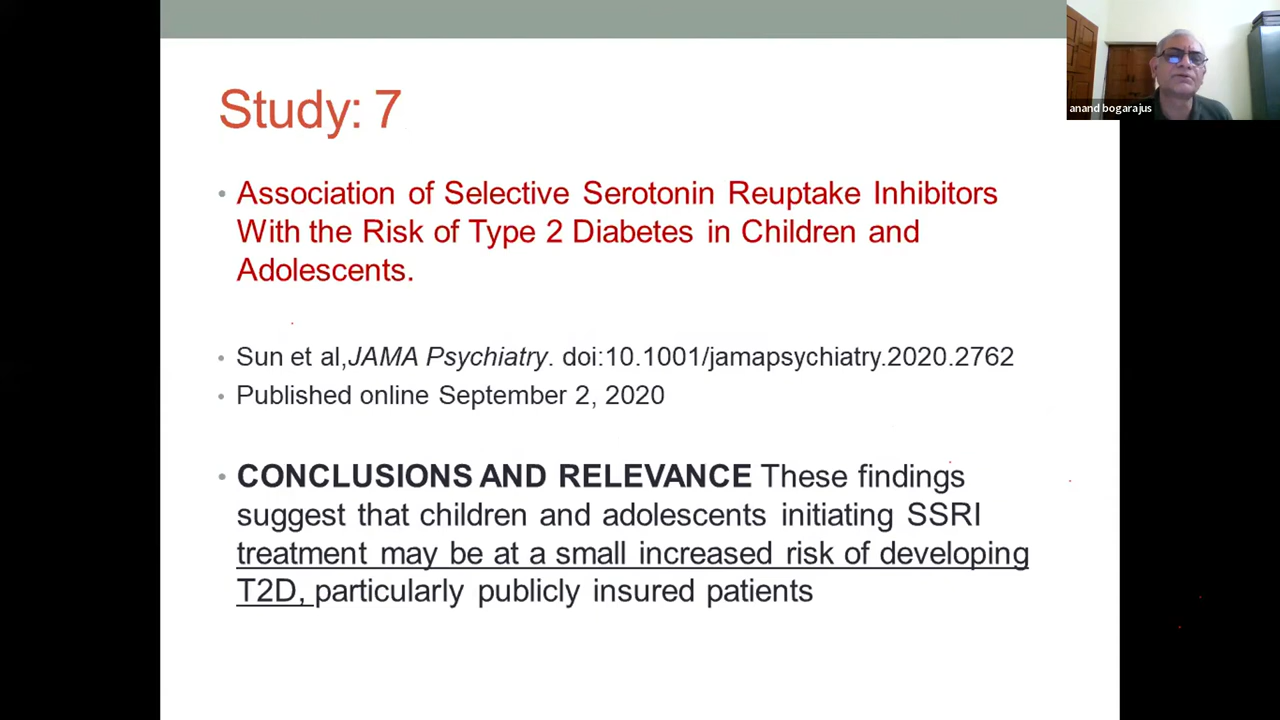 anand bogarajus
Study: 7
• Association of Selective Serotonin Reuptake Inhibitors
With the Risk of Type 2 Diabetes in Children and
Adolescents.
• Sun et al,JAMA Psychiatry. doi:10.1001/jamapsychiatry.2020.2762
• Published online September 2, 2020
• CONCLUSIONS AND RELEVANCE These findings
suggest that children and adolescents initiating SSRI
treatment may be at a small increased risk of developing
T2D, particularly publicly insured patients